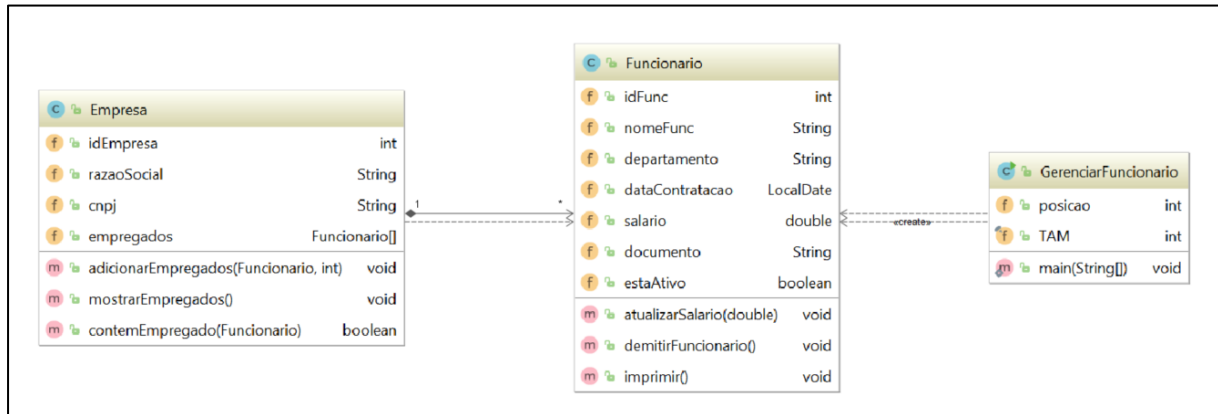 Empresa
idEmpresa int
razaoSocial String
cnpj String
empregados Funcionario[]
adicionarEmpregados(Funcionario, int) void
mostrarEmpregados() void
contemEmpregado(Funcionario) boolean
1
*
Funcionario
idFunc int
nomeFunc String
departamento String
dataContratacao LocalDate
salario double
documento String
estaAtivo boolean
atualizarSalario(double) void
demitirFuncionario() void
imprimir() void
«create»
GerenciarFuncionario
posicao int
TAM int
main(String[]) void